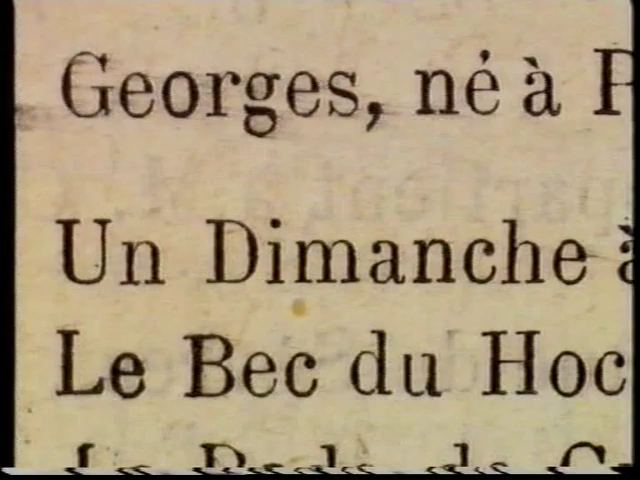 Georges, né à P
Un Dimanche à
Le Bec du Hoc